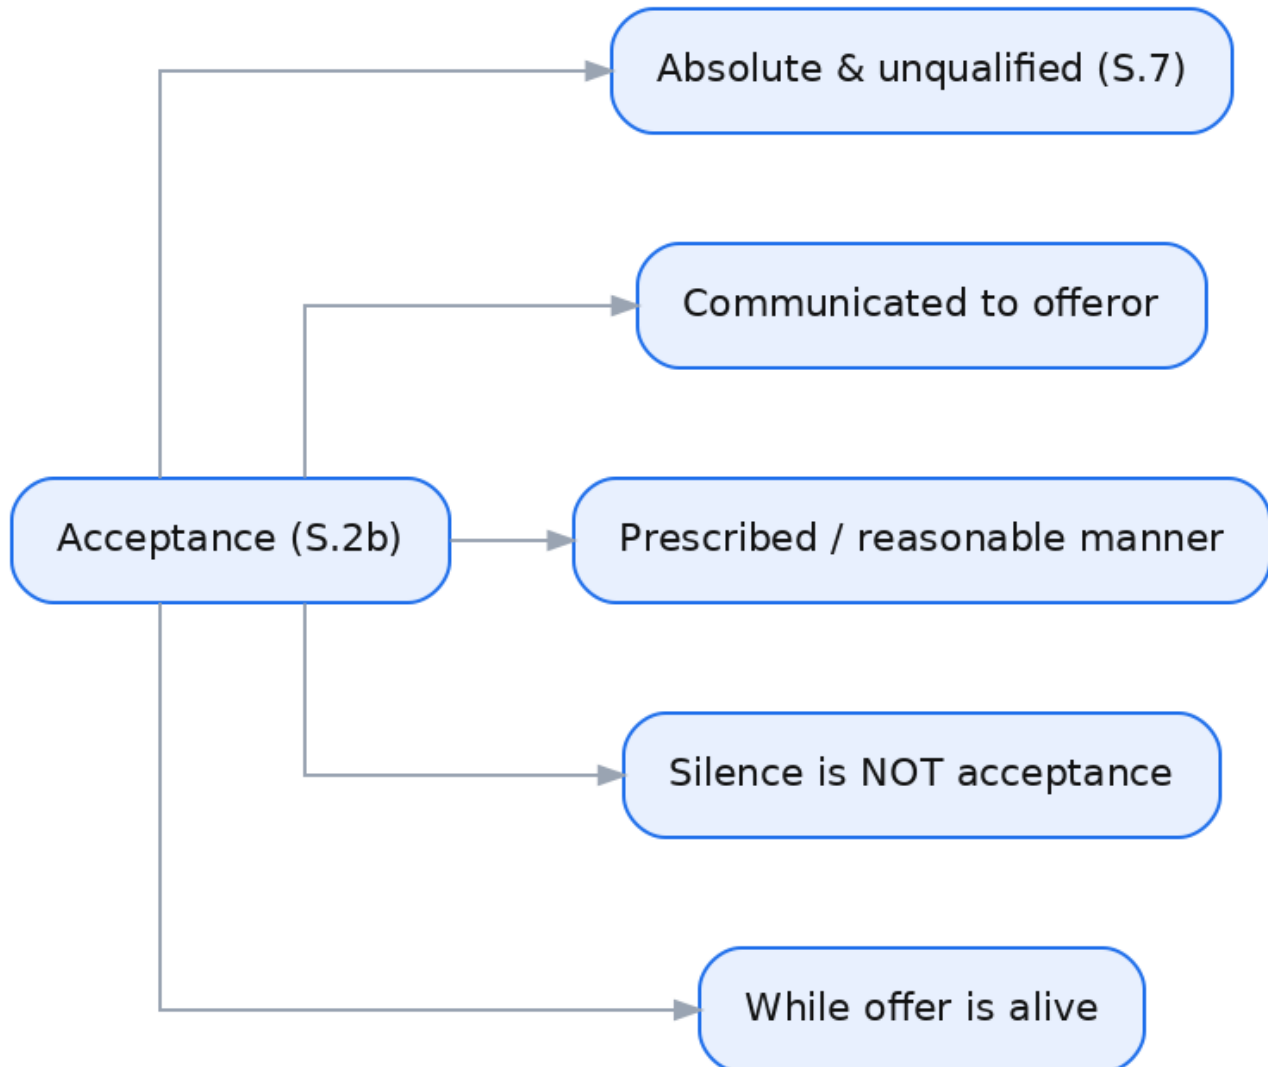 Absolute & unqualified (S.7)
Communicated to offeror
Acceptance (S.2b)
Prescribed / reasonable manner
Silence is NOT acceptance
While offer is alive